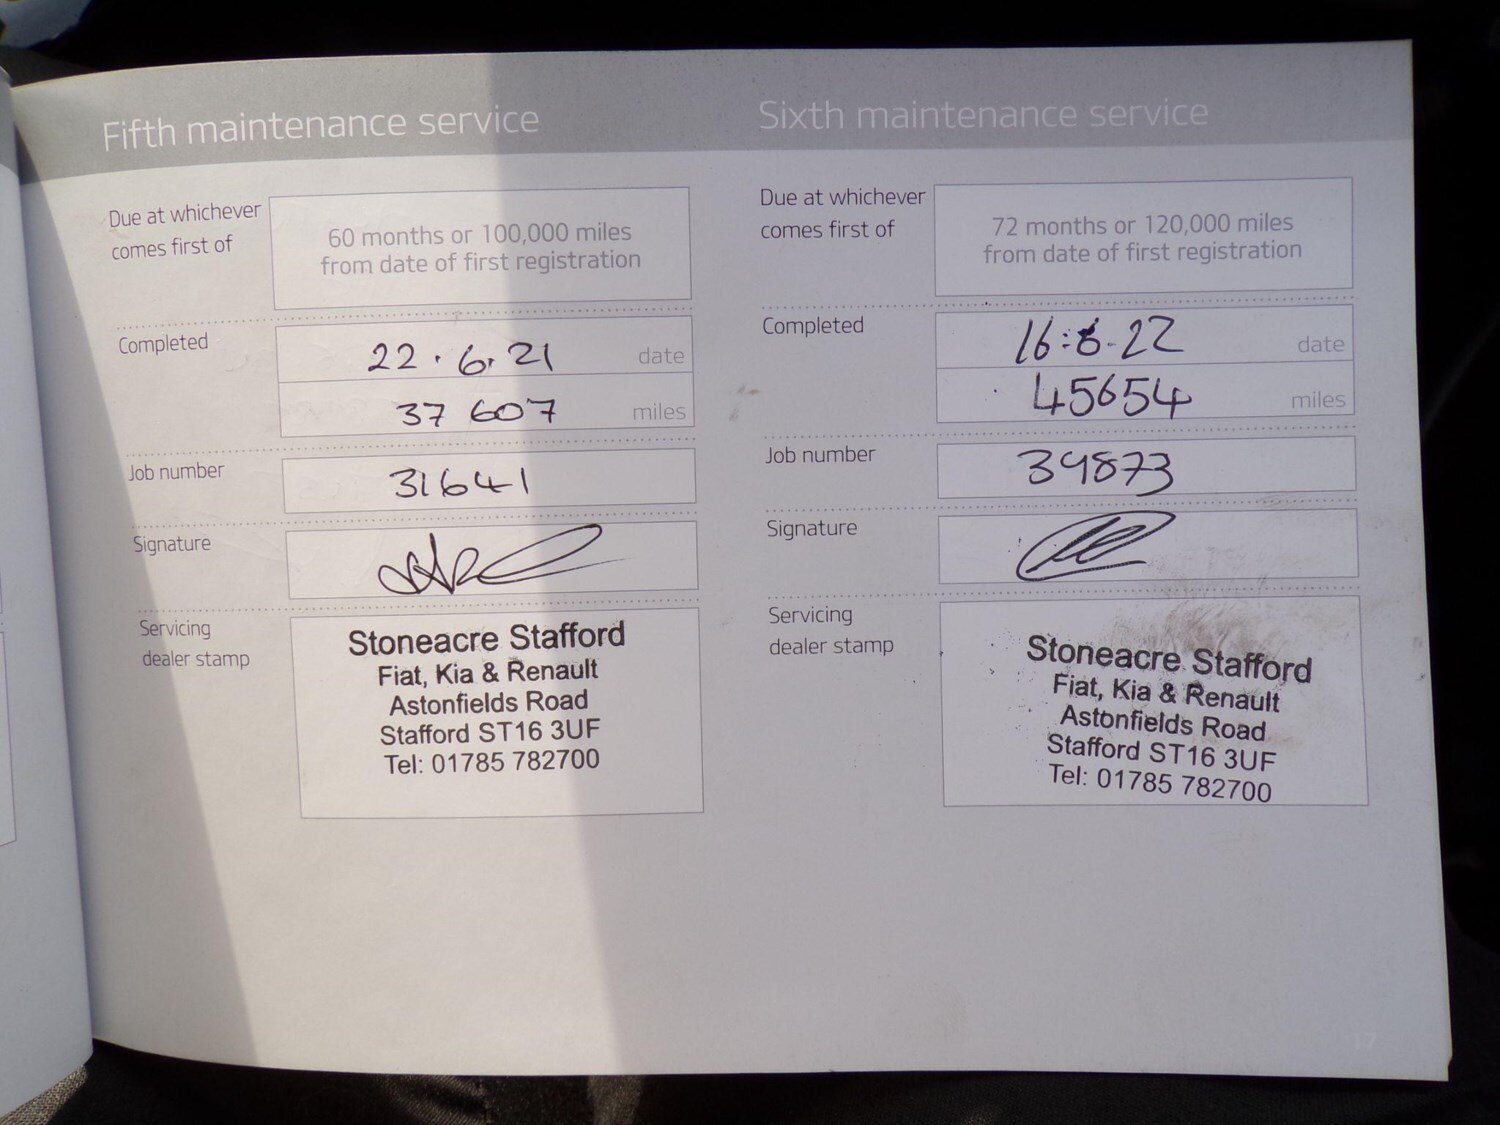 Fifth maintenance service
Due at whichever
comes first of
60 months or 100,000 miles
from date of first registration
Completed
22.6.21 date
37 607 miles
Job number
31641
Signature
Servicing
dealer stamp
Stoneacre Stafford
Fiat, Kia & Renault
Astonfields Road
Stafford ST16 3UF
Tel: 01785 782700
Sixth maintenance service
Due at whichever
comes first of
72 months or 120,000 miles
from date of first registration
Completed
16:6.22 date
45654 miles
Job number
39873
Signature
Servicing
dealer stamp
Stoneacre Stafford
Fiat, Kia & Renault
Astonfields Road
Stafford ST16 3UF
Tel: 01785 782700
17